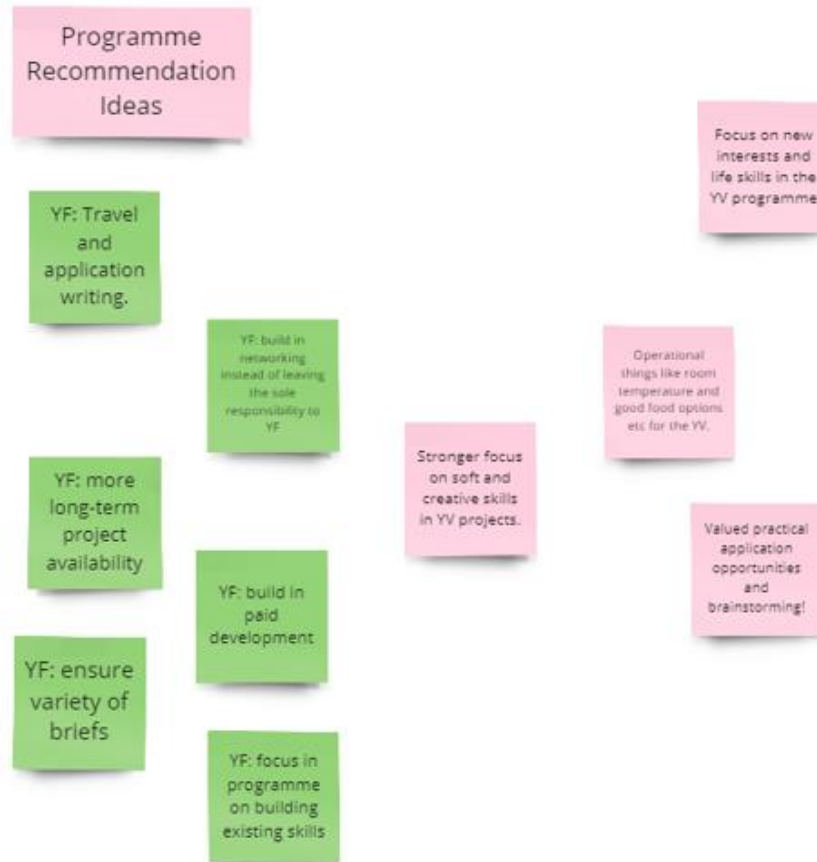 Programme
Recommendation
Ideas
YF: Travel
and
application
writing.
YF: build in
networking
instead of leaving
the sole
responsibility to
YF
YF: more
long-term
project
availability
YF: build in
paid
development
YF: ensure
variety of
briefs
YF: focus in
programme
on building
existing skills
Stronger focus
on soft and
creative skills
in YV projects.
Focus on new
interests and
life skills in the
YV programme
Operational
things like room
temperature and
good food options
etc for the YV.
Valued practical
application
opportunities
and
brainstorming!